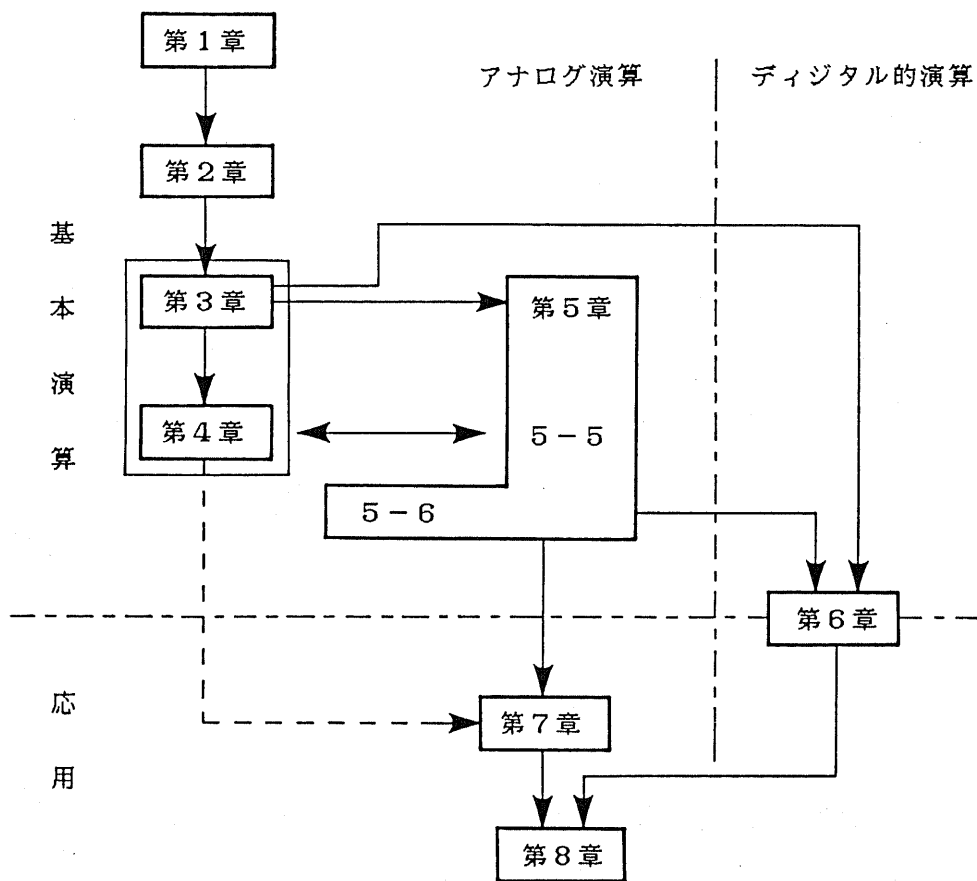 第1章
アナログ演算
ディジタル的演算
第2章
基本演算
第3章
第5章
第4章
5-5
5-6
第6章
応用
第7章
第8章